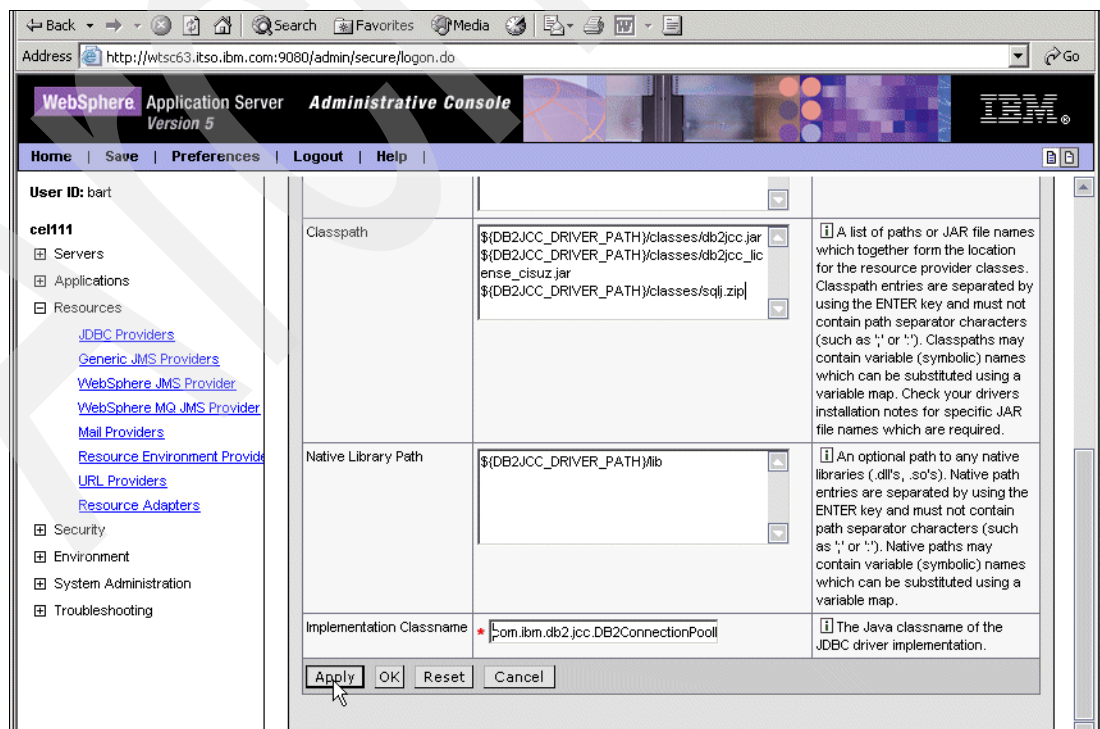 Back Search Favorites Media
Address http://wtsc63.itso.ibm.com:9080/admin/secure/logon.do Go
WebSphere Application Server Administrative Console
Version 5
IBM®
Home | Save | Preferences | Logout | Help |
User ID: bart
cel111
Servers
Applications
Resources
JDBC Providers
Generic JMS Providers
WebSphere JMS Provider
WebSphere MQ JMS Provider
Mail Providers
Resource Environment Provide
URL Providers
Resource Adapters
Security
Environment
System Administration
Troubleshooting
Classpath
${DB2JCC_DRIVER_PATH}/classes/db2jcc.jar
${DB2JCC_DRIVER_PATH}/classes/db2jcc_lic
ense_cisuz.jar
${DB2JCC_DRIVER_PATH}/classes/sqlj.zip
i A list of paths or JAR file names
which together form the location
for the resource provider classes.
Classpath entries are separated by
using the ENTER key and must not
contain path separator characters
(such as ';' or ':'). Classpaths may
contain variable (symbolic) names
which can be substituted using a
variable map. Check your drivers
installation notes for specific JAR
file names which are required.
Native Library Path
${DB2JCC_DRIVER_PATH}/lib
i An optional path to any native
libraries (.dll's, .so's). Native path
entries are separated by using the
ENTER key and must not contain
path separator characters (such
as ';' or ':'). Native paths may
contain variable (symbolic) names
which can be substituted using a
variable map.
Implementation Classname
* com.ibm.db2.jcc.DB2ConnectionPool
i The Java classname of the
JDBC driver implementation.
Apply OK Reset Cancel